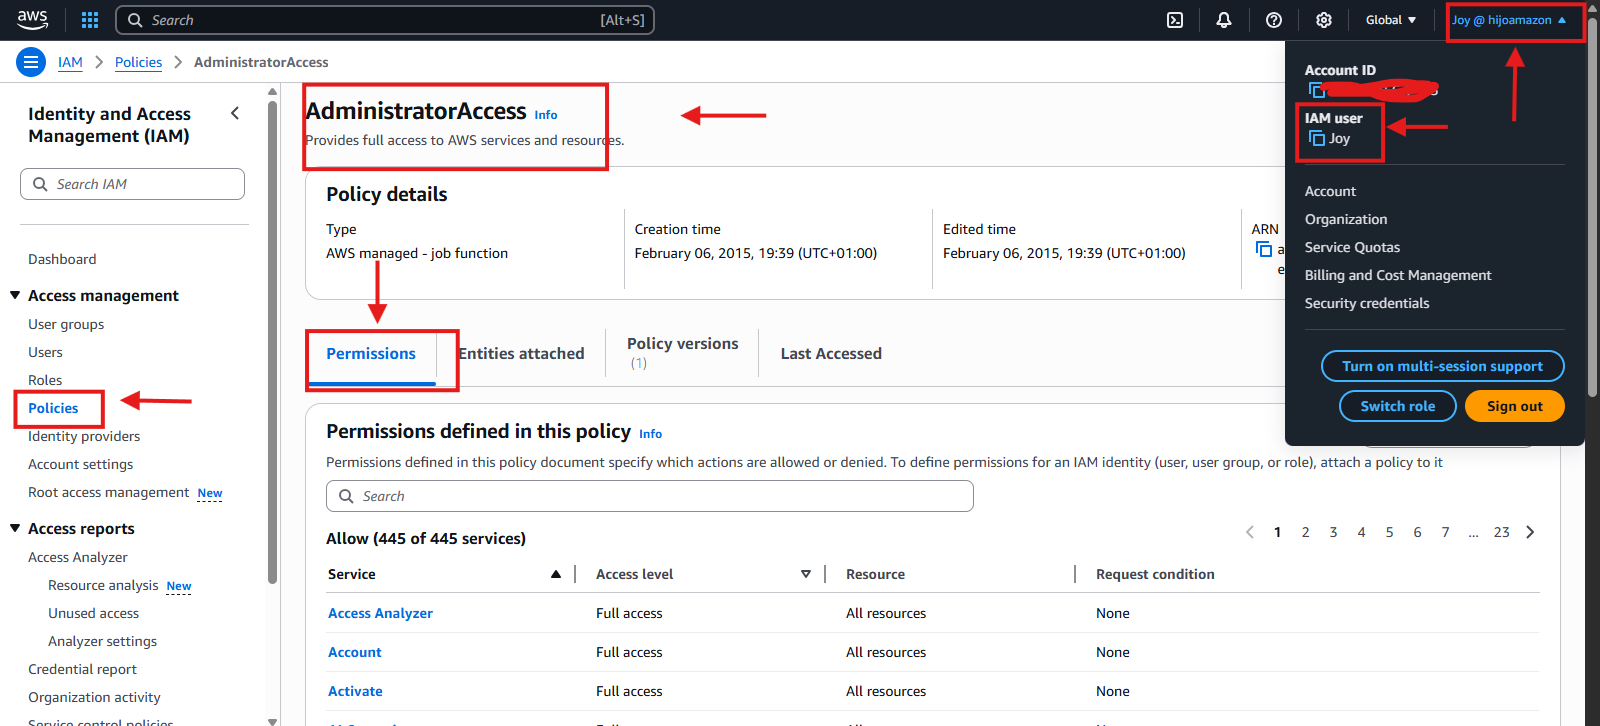 aws
Search [Alt+S]
Global
Joy @ hijoamazon
IAM
Policies
AdministratorAccess
Identity and Access
Management (IAM)
Search IAM
Dashboard
Access management
User groups
Users
Roles
Policies
Identity providers
Account settings
Root access management New
Access reports
Access Analyzer
Resource analysis New
Unused access
Analyzer settings
Credential report
Organization activity
Service control policies
AdministratorAccess Info
Provides full access to AWS services and resources.
Policy details
Type
AWS managed - job function
Creation time
February 06, 2015, 19:39 (UTC+01:00)
Edited time
February 06, 2015, 19:39 (UTC+01:00)
ARN
a
e
Permissions
Entities attached
Policy versions
(1)
Last Accessed
Permissions defined in this policy Info
Permissions defined in this policy document specify which actions are allowed or denied. To define permissions for an IAM identity (user, user group, or role), attach a policy to it
Search
Allow (445 of 445 services)
1 2 3 4 5 6 7 ... 23
Service Access level Resource Request condition
Access Analyzer Full access All resources None
Account Full access All resources None
Activate Full access All resources None
Account ID
IAM user
Joy
Account
Organization
Service Quotas
Billing and Cost Management
Security credentials
Turn on multi-session support
Switch role
Sign out